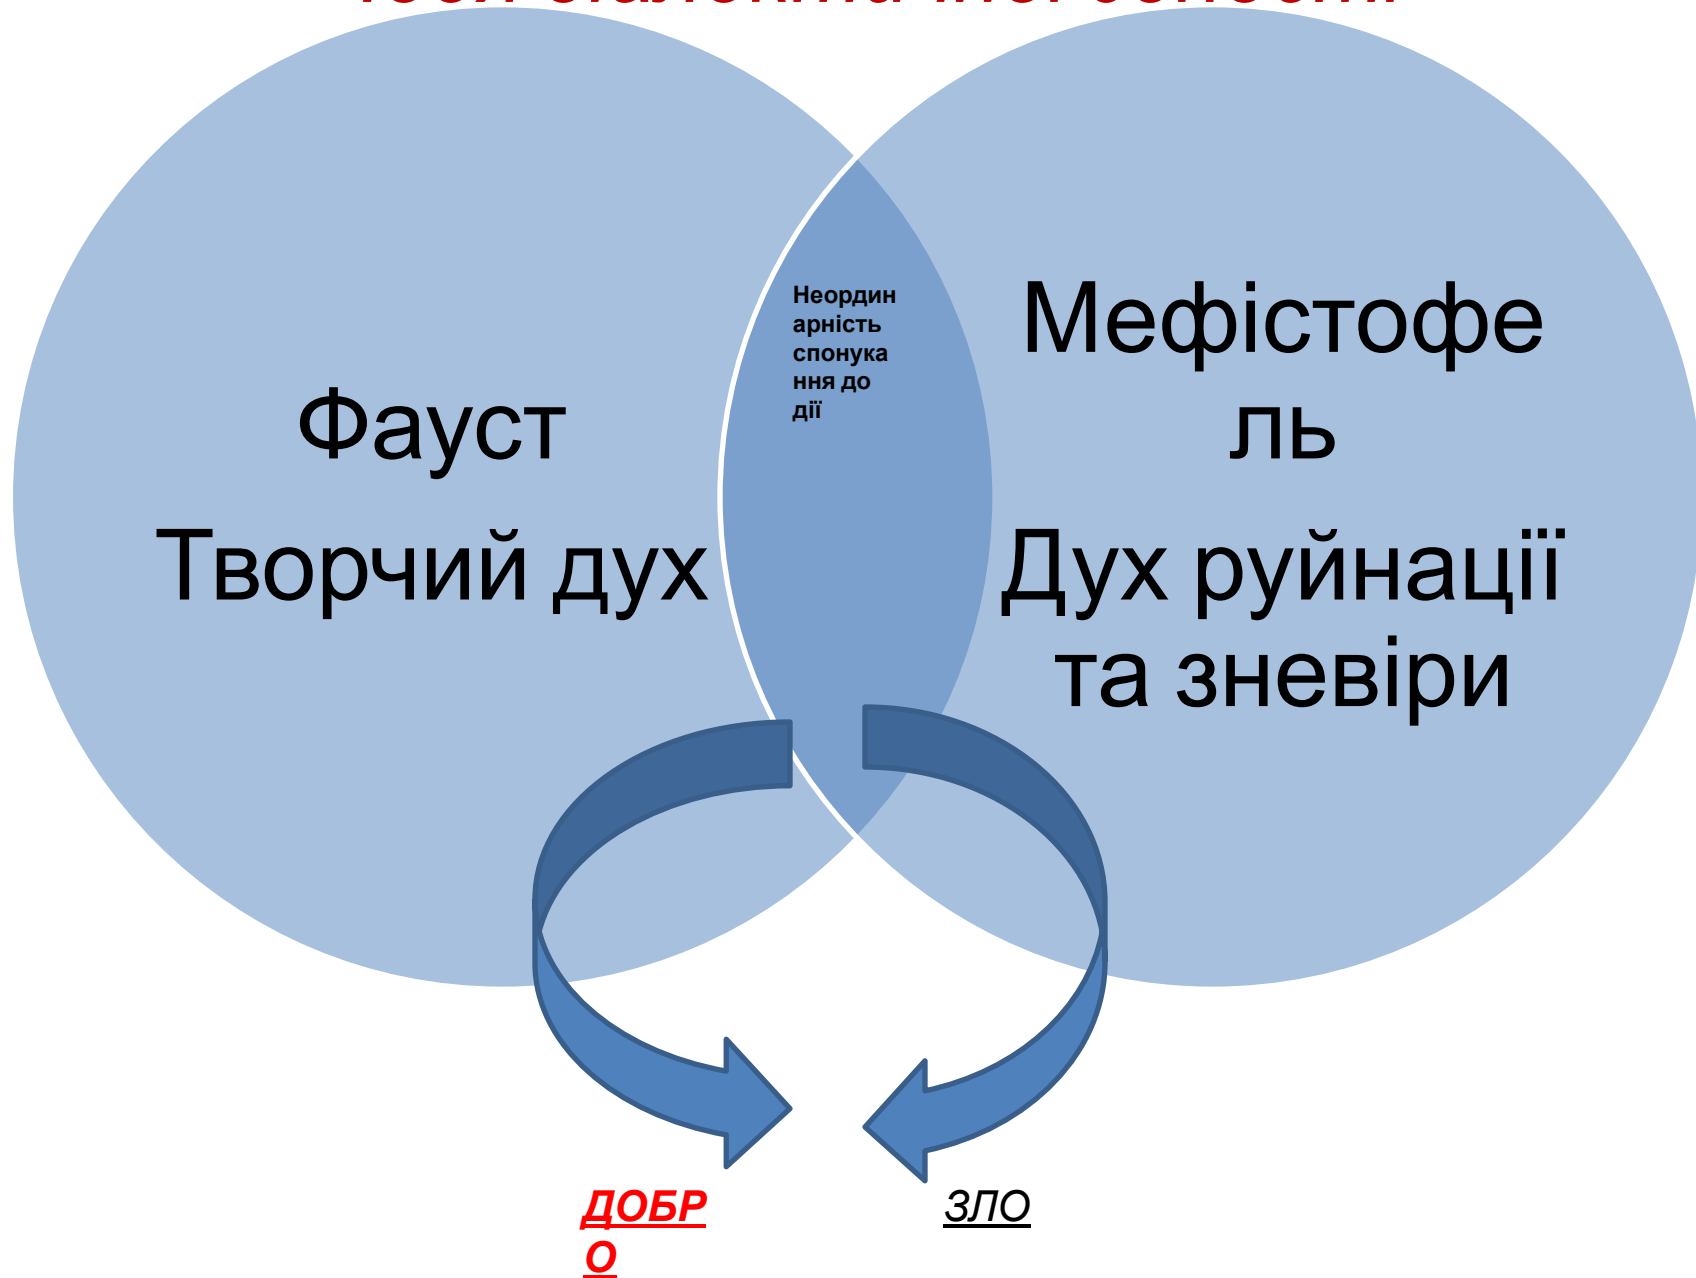 Фауст
Творчий дух
Неордин
арність
спонука
ння до
дії
Мефістофе
ль
Дух руйнації
та зневіри
ДОБР
О
ЗЛО